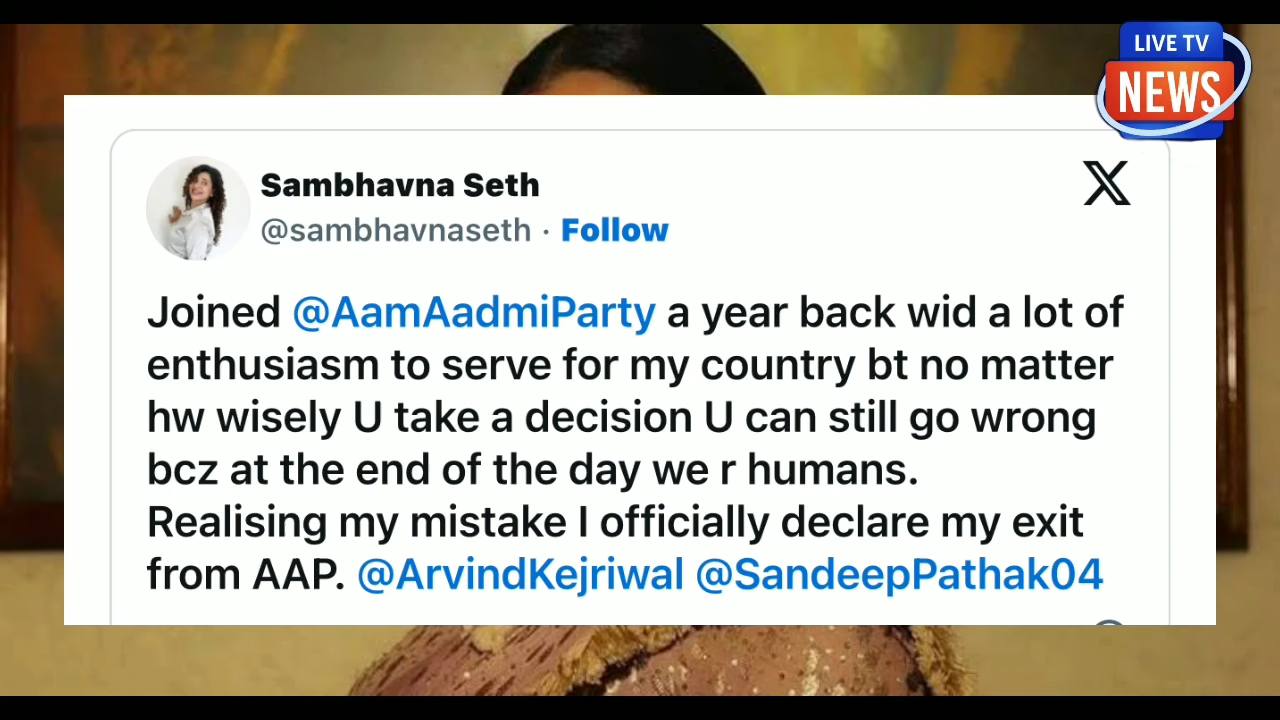 LIVE TV
NEWS
Sambhavna Seth
@sambhavnaseth · Follow
Joined @AamAadmiParty a year back wid a lot of
enthusiasm to serve for my country bt no matter
hw wisely U take a decision U can still go wrong
bcz at the end of the day we r humans.
Realising my mistake I officially declare my exit
from AAP. @ArvindKejriwal @SandeepPathak04